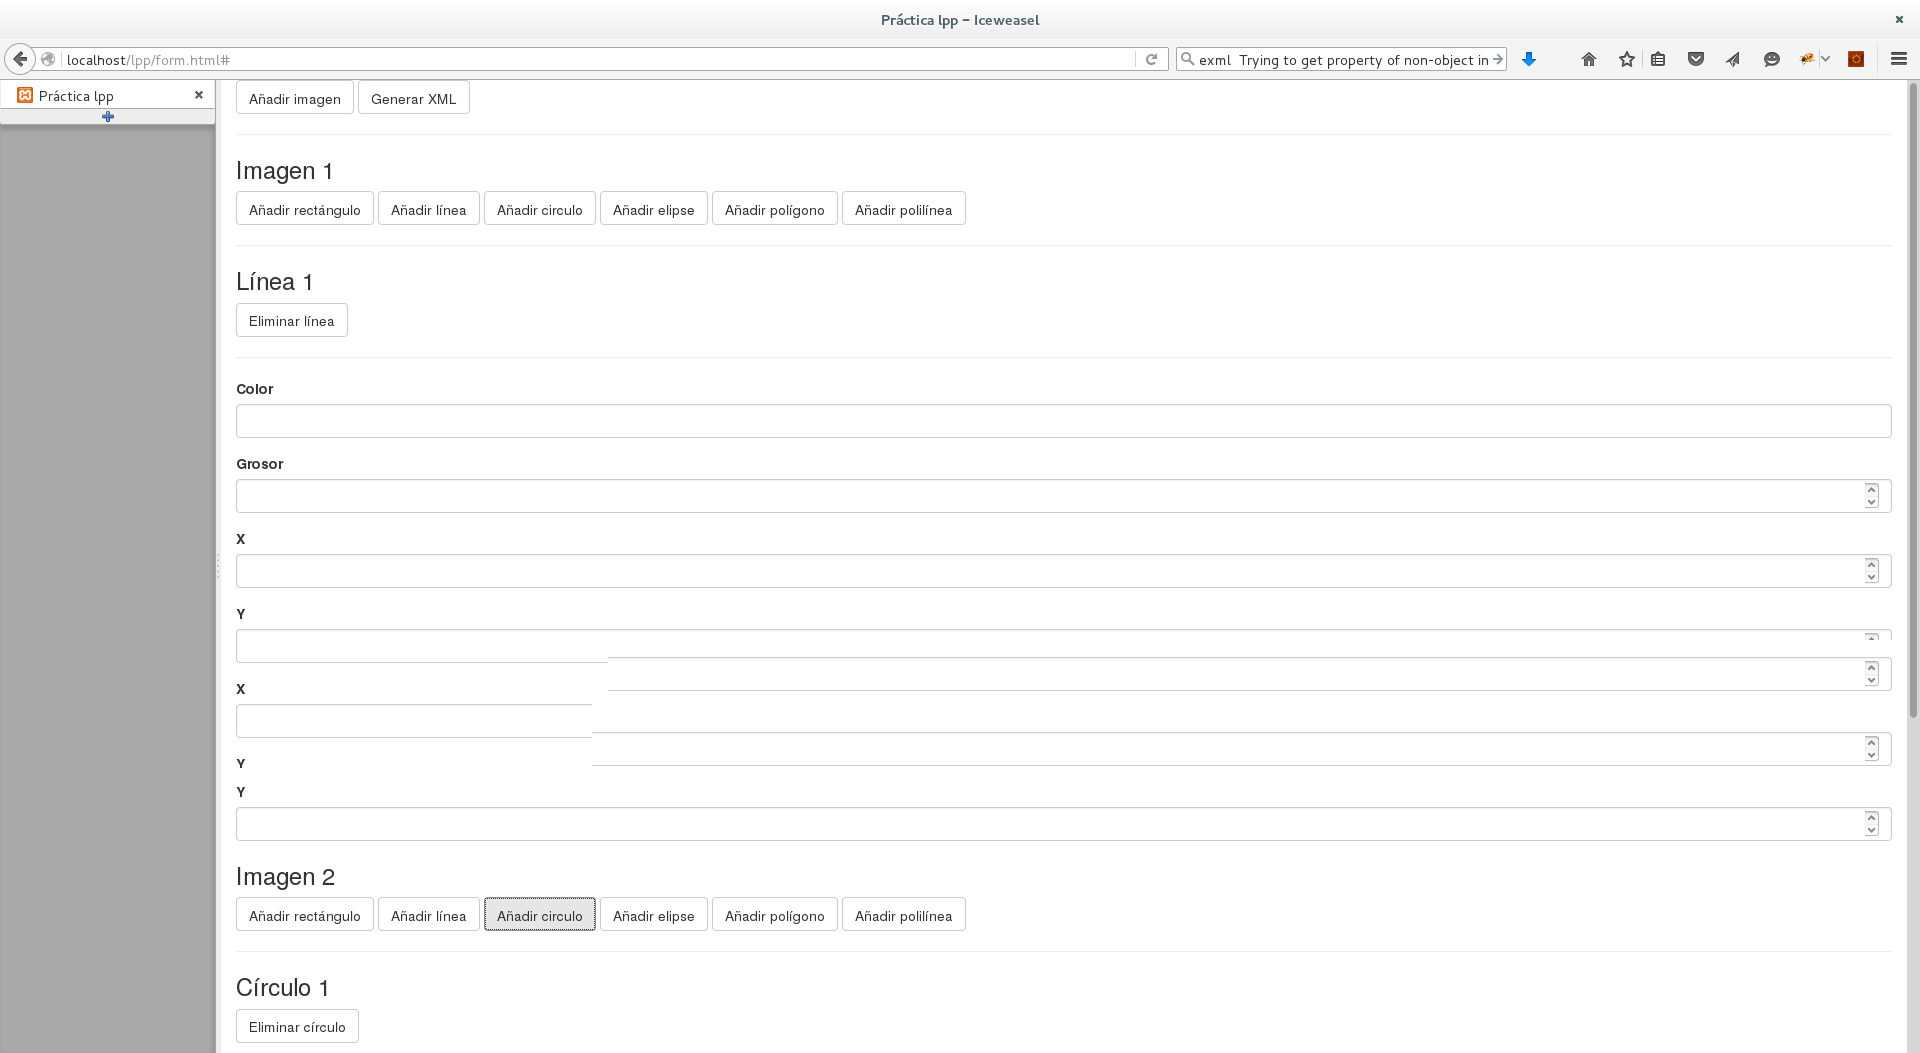 Práctica lpp – Iceweasel
localhost/lpp/form.html#
exml Trying to get property of non-object in
Práctica lpp
Añadir imagen Generar XML
Imagen 1
Añadir rectángulo Añadir línea Añadir circulo Añadir elipse Añadir polígono Añadir polilínea
Línea 1
Eliminar línea
Color
Grosor
X
Y
X
Y
Y
Imagen 2
Añadir rectángulo Añadir línea Añadir circulo Añadir elipse Añadir polígono Añadir polilínea
Círculo 1
Eliminar círculo